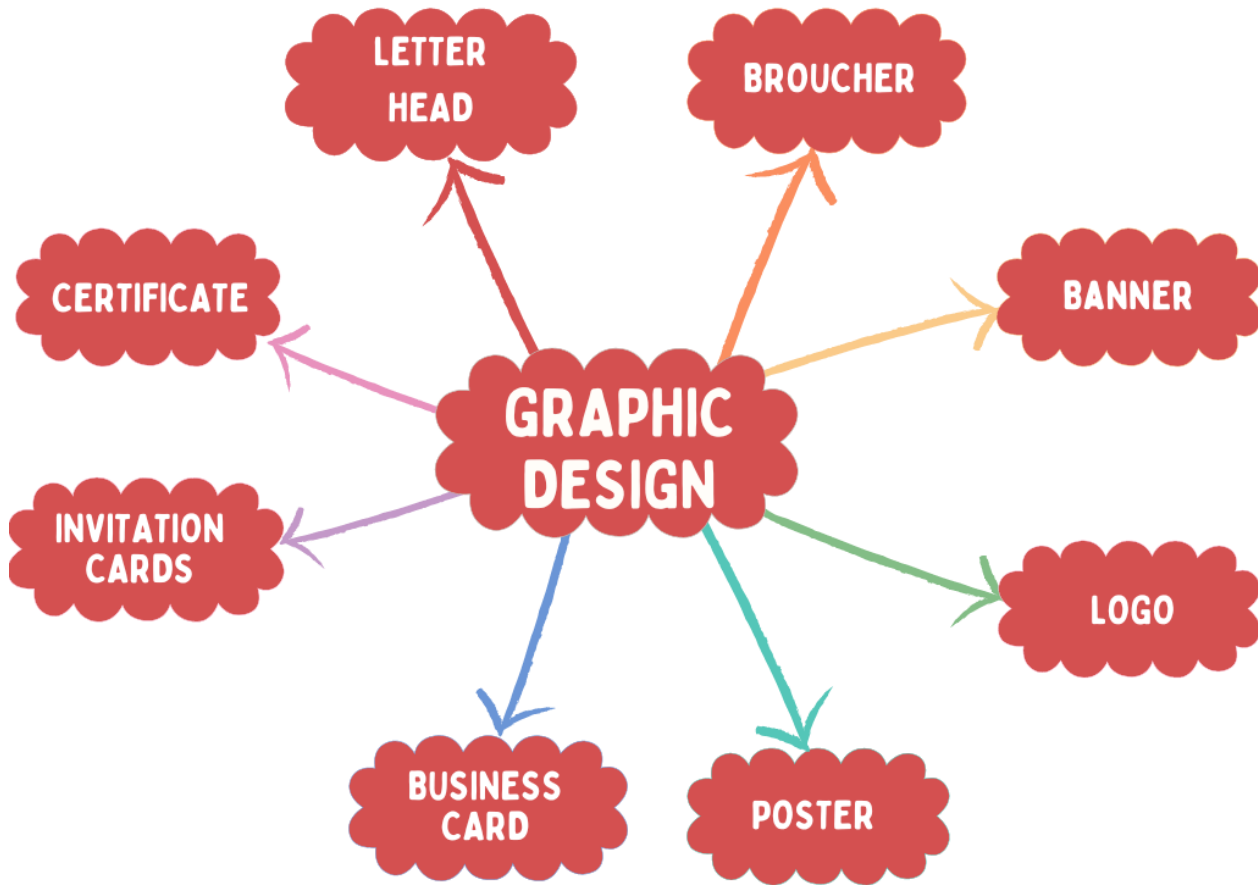 LETTER
HEAD
BROUCHER
CERTIFICATE
BANNER
GRAPHIC
DESIGN
INVITATION
CARDS
LOGO
BUSINESS
CARD
POSTER